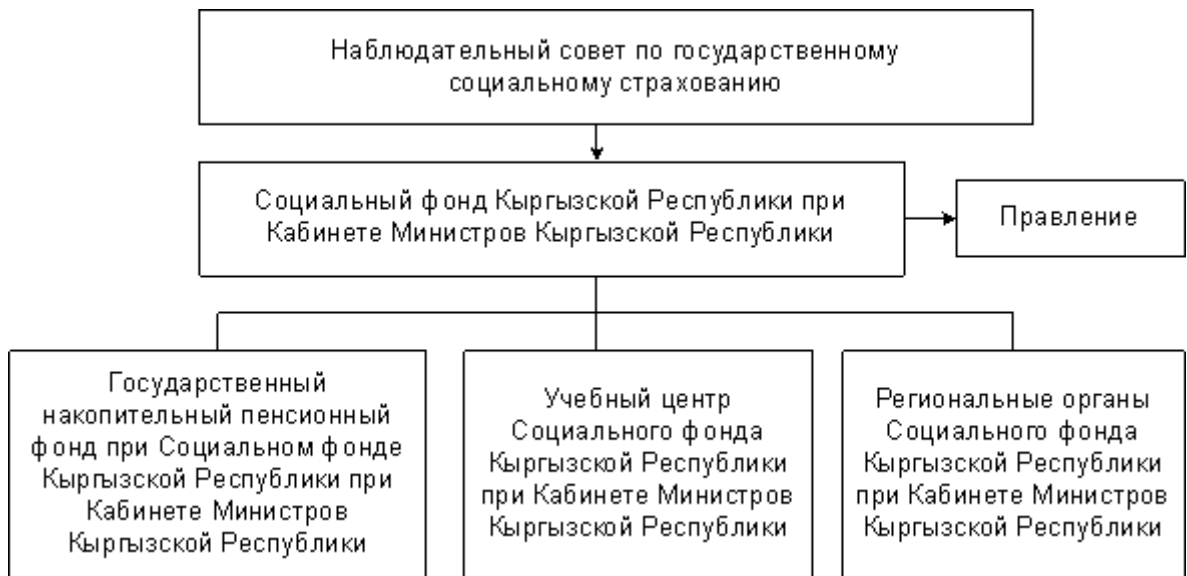 Наблюдательный совет по государственному
социальному страхованию
Социальный фонд Кыргызской Республики при
Кабинете Министров Кыргызской Республики
Правление
Государственный
накопительный пенсионный
фонд при Социальном фонде
Кыргызской Республики при
Кабинете Министров
Кыргызской Республики
Учебный центр
Социального фонда
Кыргызской Республики
при Кабинете Министров
Кыргызской Республики
Региональные органы
Социального фонда
Кыргызской Республики
при Кабинете Министров
Кыргызской Республики